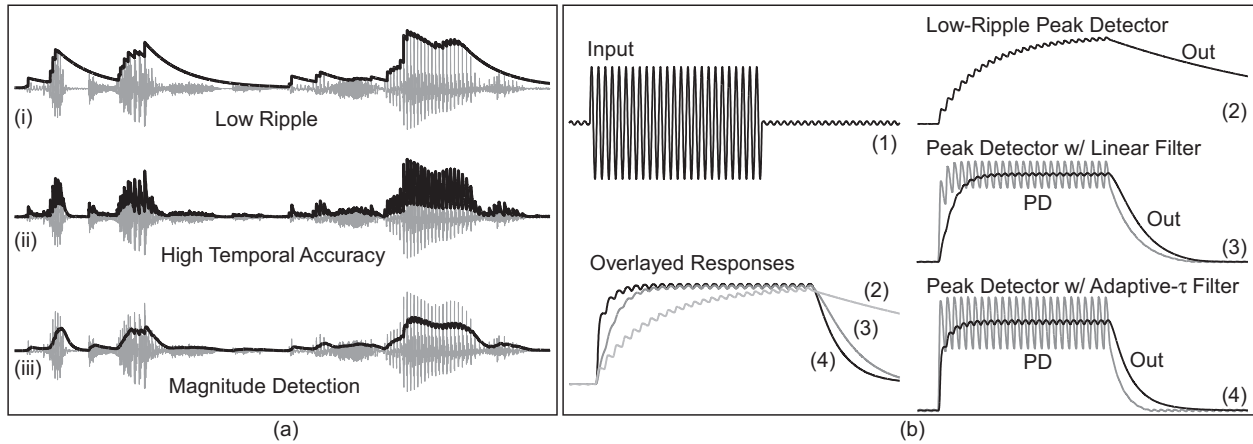 (i)
Low Ripple
(ii)
High Temporal Accuracy
(iii)
Magnitude Detection
(a)
Input
(1)
Overlayed Responses
(2)
(3)
(4)
Low-Ripple Peak Detector
Out
(2)
Peak Detector w/ Linear Filter
PD
Out
(3)
Peak Detector w/ Adaptive-τ Filter
PD
Out
(4)
(b)